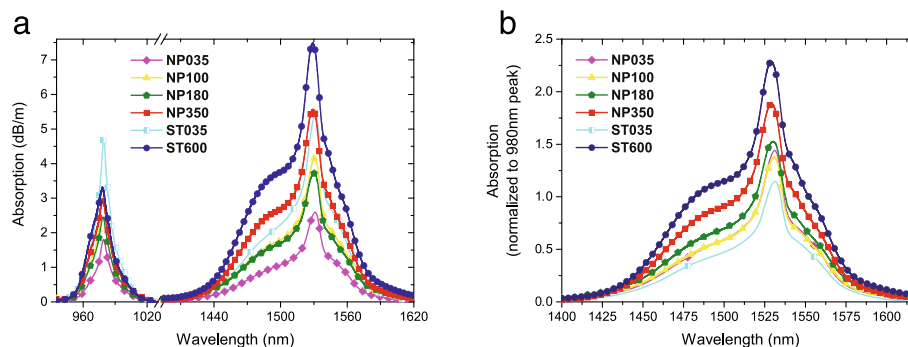 a
Absorption (dB/m)
7
6
5
4
3
2
1
0
NP035
NP100
NP180
NP350
ST035
ST600
960 1020 1440 1500 1560 1620
Wavelength (nm)
b
Absorption
(normalized to 980nm peak)
2.5
2.0
1.5
1.0
0.5
0.0
NP035
NP100
NP180
NP350
ST035
ST600
1400 1425 1450 1475 1500 1525 1550 1575 1600
Wavelength (nm)